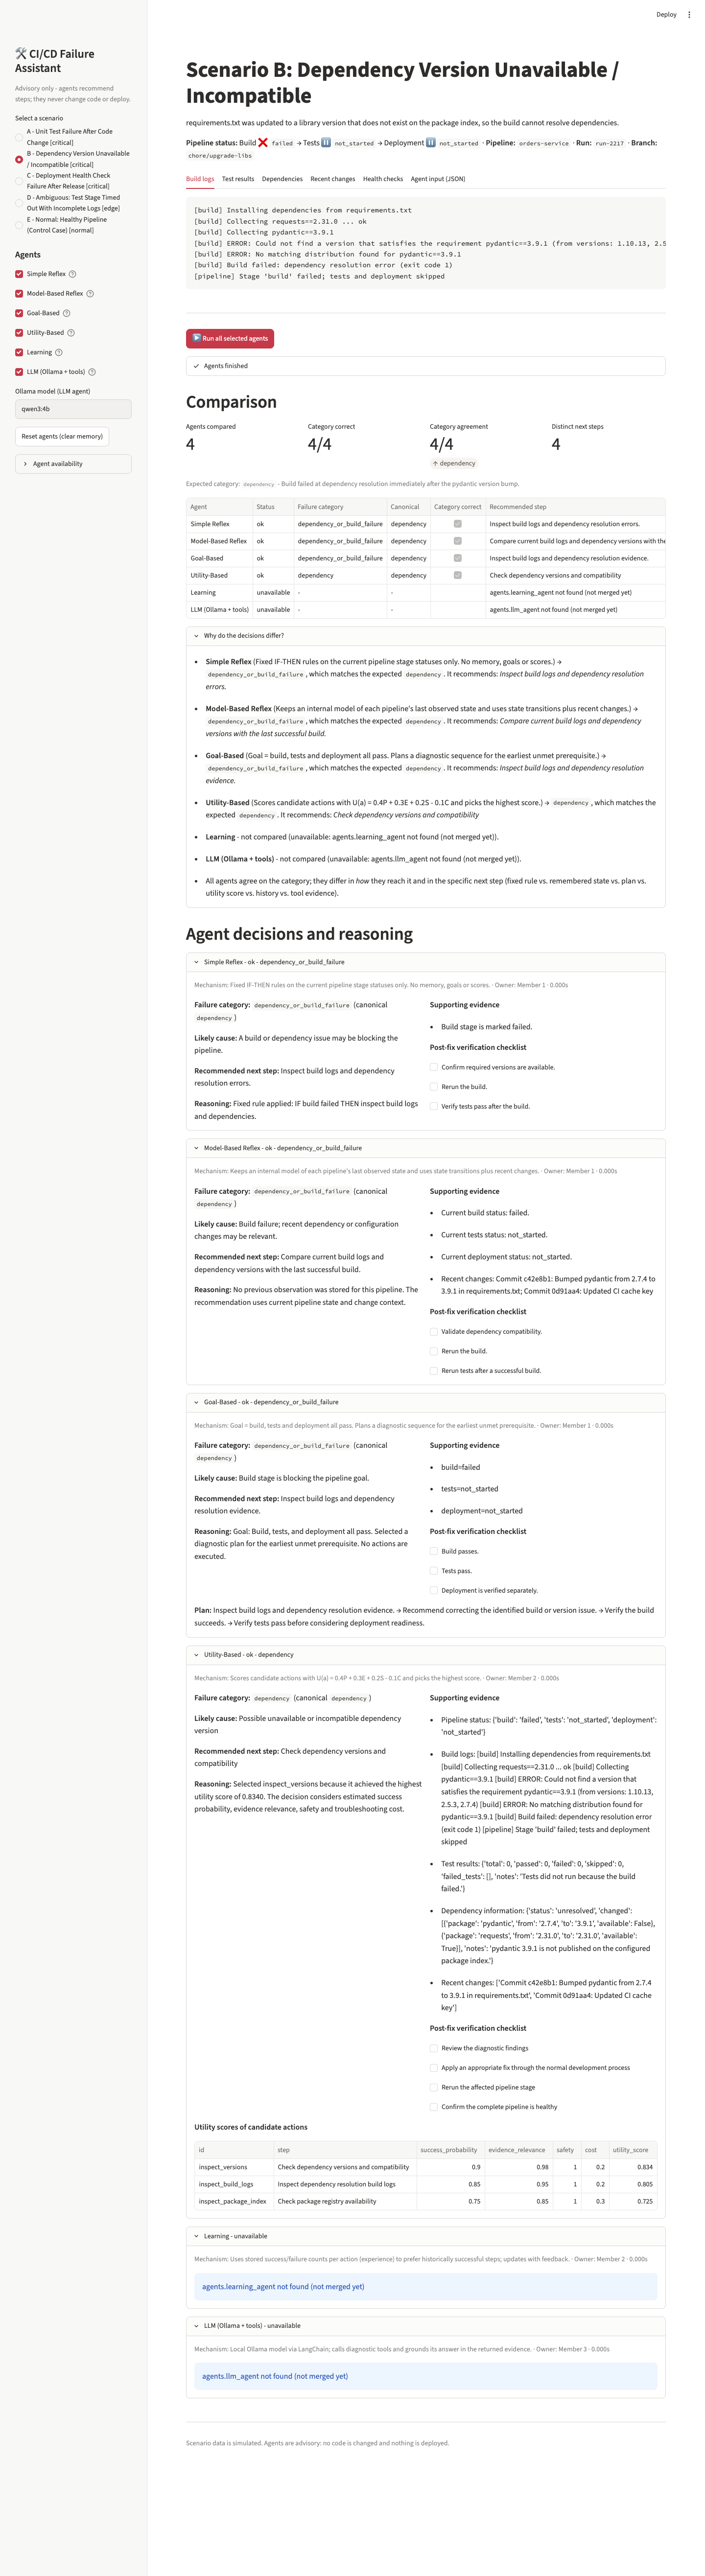 Deploy
🛠️ CI/CD Failure
Assistant
Advisory only - agents recommend
steps; they never change code or deploy.
Select a scenario
A - Unit Test Failure After Code
Change [critical]
B - Dependency Version Unavailable
/ Incompatible [critical]
C - Deployment Health Check
Failure After Release [critical]
D - Ambiguous: Test Stage Timed
Out With Incomplete Logs [edge]
E - Normal: Healthy Pipeline
(Control Case) [normal]
Agents
Simple Reflex
Model-Based Reflex
Goal-Based
Utility-Based
Learning
LLM (Ollama + tools)
Ollama model (LLM agent)
qwen3:4b
Reset agents (clear memory)
Agent availability
Scenario B: Dependency Version Unavailable /
Incompatible
requirements.txt was updated to a library version that does not exist on the package index, so the build cannot resolve dependencies.
Pipeline status: Build ❌ failed → Tests ⏸️ not_started → Deployment ⏸️ not_started · Pipeline: orders-service · Run: run-2217 · Branch:
chore/upgrade-libs
Build logs Test results Dependencies Recent changes Health checks Agent input (JSON)
[build] Installing dependencies from requirements.txt
[build] Collecting requests==2.31.0 ... ok
[build] Collecting pydantic==3.9.1
[build] ERROR: Could not find a version that satisfies the requirement pydantic==3.9.1 (from versions: 1.10.13, 2.5
[build] ERROR: No matching distribution found for pydantic==3.9.1
[build] Build failed: dependency resolution error (exit code 1)
[pipeline] Stage 'build' failed; tests and deployment skipped
▶️ Run all selected agents
Agents finished
Comparison
Agents compared Category correct Category agreement Distinct next steps
4 4/4 4/4 4
↑ dependency
Expected category: dependency - Build failed at dependency resolution immediately after the pydantic version bump.
Agent Status Failure category Canonical Category correct Recommended step
Simple Reflex ok dependency_or_build_failure dependency Inspect build logs and dependency resolution errors.
Model-Based Reflex ok dependency_or_build_failure dependency Compare current build logs and dependency versions with the
Goal-Based ok dependency_or_build_failure dependency Inspect build logs and dependency resolution evidence.
Utility-Based ok dependency dependency Check dependency versions and compatibility
Learning unavailable - - agents.learning_agent not found (not merged yet)
LLM (Ollama + tools) unavailable - - agents.llm_agent not found (not merged yet)
Why do the decisions differ?
• Simple Reflex (Fixed IF-THEN rules on the current pipeline stage statuses only. No memory, goals or scores.) →
dependency_or_build_failure , which matches the expected dependency . It recommends: Inspect build logs and dependency resolution
errors.
• Model-Based Reflex (Keeps an internal model of each pipeline's last observed state and uses state transitions plus recent changes.) →
dependency_or_build_failure , which matches the expected dependency . It recommends: Compare current build logs and dependency
versions with the last successful build.
• Goal-Based (Goal = build, tests and deployment all pass. Plans a diagnostic sequence for the earliest unmet prerequisite.) →
dependency_or_build_failure , which matches the expected dependency . It recommends: Inspect build logs and dependency resolution
evidence.
• Utility-Based (Scores candidate actions with U(a) = 0.4P + 0.3E + 0.2S - 0.1C and picks the highest score.) → dependency , which matches the
expected dependency . It recommends: Check dependency versions and compatibility
• Learning - not compared (unavailable: agents.learning_agent not found (not merged yet)).
• LLM (Ollama + tools) - not compared (unavailable: agents.llm_agent not found (not merged yet)).
• All agents agree on the category; they differ in how they reach it and in the specific next step (fixed rule vs. remembered state vs. plan vs.
utility score vs. history vs. tool evidence).
Agent decisions and reasoning
Simple Reflex - ok - dependency_or_build_failure
Mechanism: Fixed IF-THEN rules on the current pipeline stage statuses only. No memory, goals or scores. · Owner: Member 1 · 0.000s
Failure category: dependency_or_build_failure (canonical
dependency )
Likely cause: A build or dependency issue may be blocking the
pipeline.
Recommended next step: Inspect build logs and dependency
resolution errors.
Reasoning: Fixed rule applied: IF build failed THEN inspect build logs
and dependencies.
Supporting evidence
• Build stage is marked failed.
Post-fix verification checklist
Confirm required versions are available.
Rerun the build.
Verify tests pass after the build.
Model-Based Reflex - ok - dependency_or_build_failure
Mechanism: Keeps an internal model of each pipeline's last observed state and uses state transitions plus recent changes. · Owner: Member 1 · 0.000s
Failure category: dependency_or_build_failure (canonical
dependency )
Likely cause: Build failure; recent dependency or configuration
changes may be relevant.
Recommended next step: Compare current build logs and
dependency versions with the last successful build.
Reasoning: No previous observation was stored for this pipeline. The
recommendation uses current pipeline state and change context.
Supporting evidence
• Current build status: failed.
• Current tests status: not_started.
• Current deployment status: not_started.
• Recent changes: Commit c42e8b1: Bumped pydantic from 2.7.4 to
3.9.1 in requirements.txt; Commit 0d91aa4: Updated CI cache key
Post-fix verification checklist
Validate dependency compatibility.
Rerun the build.
Rerun tests after a successful build.
Goal-Based - ok - dependency_or_build_failure
Mechanism: Goal = build, tests and deployment all pass. Plans a diagnostic sequence for the earliest unmet prerequisite. · Owner: Member 1 · 0.000s
Failure category: dependency_or_build_failure (canonical
dependency )
Likely cause: Build stage is blocking the pipeline goal.
Recommended next step: Inspect build logs and dependency
resolution evidence.
Reasoning: Goal: Build, tests, and deployment all pass. Selected a
diagnostic plan for the earliest unmet prerequisite. No actions are
executed.
Supporting evidence
• build=failed
• tests=not_started
• deployment=not_started
Post-fix verification checklist
Build passes.
Tests pass.
Deployment is verified separately.
Plan: Inspect build logs and dependency resolution evidence. → Recommend correcting the identified build or version issue. → Verify the build
succeeds. → Verify tests pass before considering deployment readiness.
Utility-Based - ok - dependency
Mechanism: Scores candidate actions with U(a) = 0.4P + 0.3E + 0.2S - 0.1C and picks the highest score. · Owner: Member 2 · 0.000s
Failure category: dependency (canonical dependency )
Likely cause: Possible unavailable or incompatible dependency
version
Recommended next step: Check dependency versions and
compatibility
Reasoning: Selected inspect_versions because it achieved the highest
utility score of 0.8340. The decision considers estimated success
probability, evidence relevance, safety and troubleshooting cost.
Supporting evidence
• Pipeline status: {'build': 'failed', 'tests': 'not_started', 'deployment':
'not_started'}
• Build logs: [build] Installing dependencies from requirements.txt
[build] Collecting requests==2.31.0 ... ok [build] Collecting
pydantic==3.9.1 [build] ERROR: Could not find a version that
satisfies the requirement pydantic==3.9.1 (from versions: 1.10.13,
2.5.3, 2.7.4) [build] ERROR: No matching distribution found for
pydantic==3.9.1 [build] Build failed: dependency resolution error
(exit code 1) [pipeline] Stage 'build' failed; tests and deployment
skipped
• Test results: {'total': 0, 'passed': 0, 'failed': 0, 'skipped': 0,
'failed_tests': [], 'notes': 'Tests did not run because the build
failed.'}
• Dependency information: {'status': 'unresolved', 'changed':
[{'package': 'pydantic', 'from': '2.7.4', 'to': '3.9.1', 'available': False},
{'package': 'requests', 'from': '2.31.0', 'to': '2.31.0', 'available':
True}], 'notes': 'pydantic 3.9.1 is not published on the configured
package index.'}
• Recent changes: ['Commit c42e8b1: Bumped pydantic from 2.7.4
to 3.9.1 in requirements.txt', 'Commit 0d91aa4: Updated CI cache
key']
Post-fix verification checklist
Review the diagnostic findings
Apply an appropriate fix through the normal development process
Rerun the affected pipeline stage
Confirm the complete pipeline is healthy
Utility scores of candidate actions
id step success_probability evidence_relevance safety cost utility_score
inspect_versions Check dependency versions and compatibility 0.9 0.98 1 0.2 0.834
inspect_build_logs Inspect dependency resolution build logs 0.85 0.95 1 0.2 0.805
inspect_package_index Check package registry availability 0.75 0.85 1 0.3 0.725
Learning - unavailable
Mechanism: Uses stored success/failure counts per action (experience) to prefer historically successful steps; updates with feedback. · Owner: Member 2 · 0.000s
agents.learning_agent not found (not merged yet)
LLM (Ollama + tools) - unavailable
Mechanism: Local Ollama model via LangChain; calls diagnostic tools and grounds its answer in the returned evidence. · Owner: Member 3 · 0.000s
agents.llm_agent not found (not merged yet)
Scenario data is simulated. Agents are advisory: no code is changed and nothing is deployed.